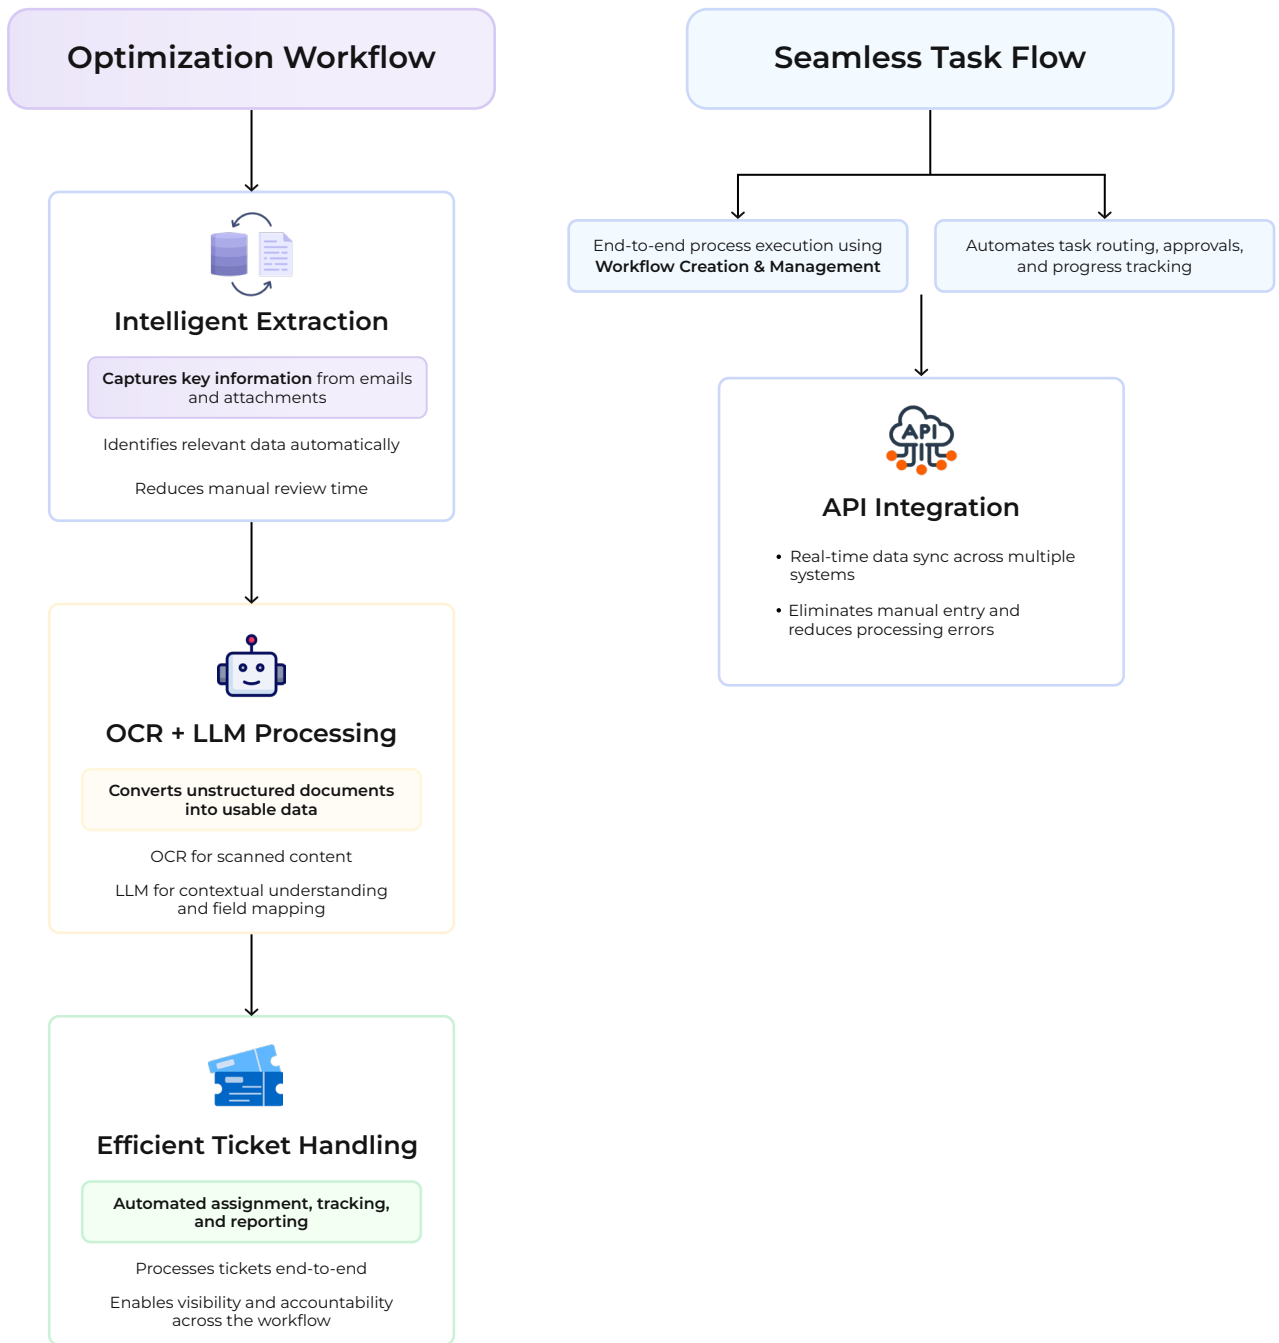 Optimization Workflow
Intelligent Extraction
Captures key information from emails
and attachments
Identifies relevant data automatically
Reduces manual review time
OCR + LLM Processing
Converts unstructured documents
into usable data
OCR for scanned content
LLM for contextual understanding
and field mapping
Efficient Ticket Handling
Automated assignment, tracking,
and reporting
Processes tickets end-to-end
Enables visibility and accountability
across the workflow
Seamless Task Flow
End-to-end process execution using
Workflow Creation & Management
Automates task routing, approvals,
and progress tracking
API
API Integration
• Real-time data sync across multiple
systems
• Eliminates manual entry and
reduces processing errors